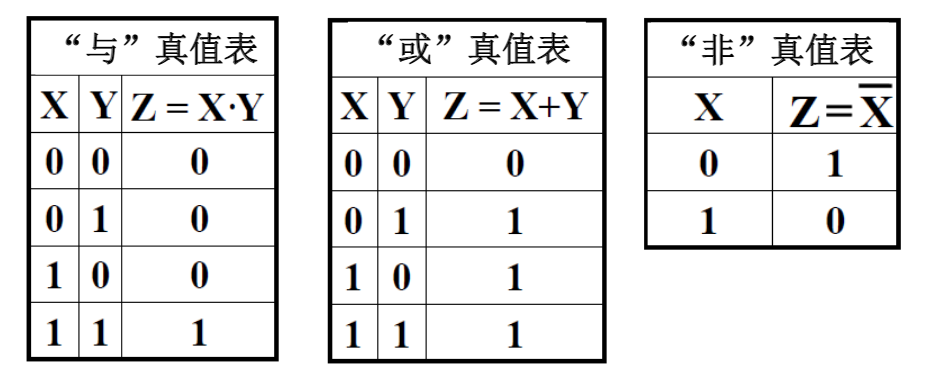 “与”真值表
X Y Z = X·Y
0 0 0
0 1 0
1 0 0
1 1 1
“或”真值表
X Y Z = X+Y
0 0 0
0 1 1
1 0 1
1 1 1
“非”真值表
X Z=X̅
0 1
1 0